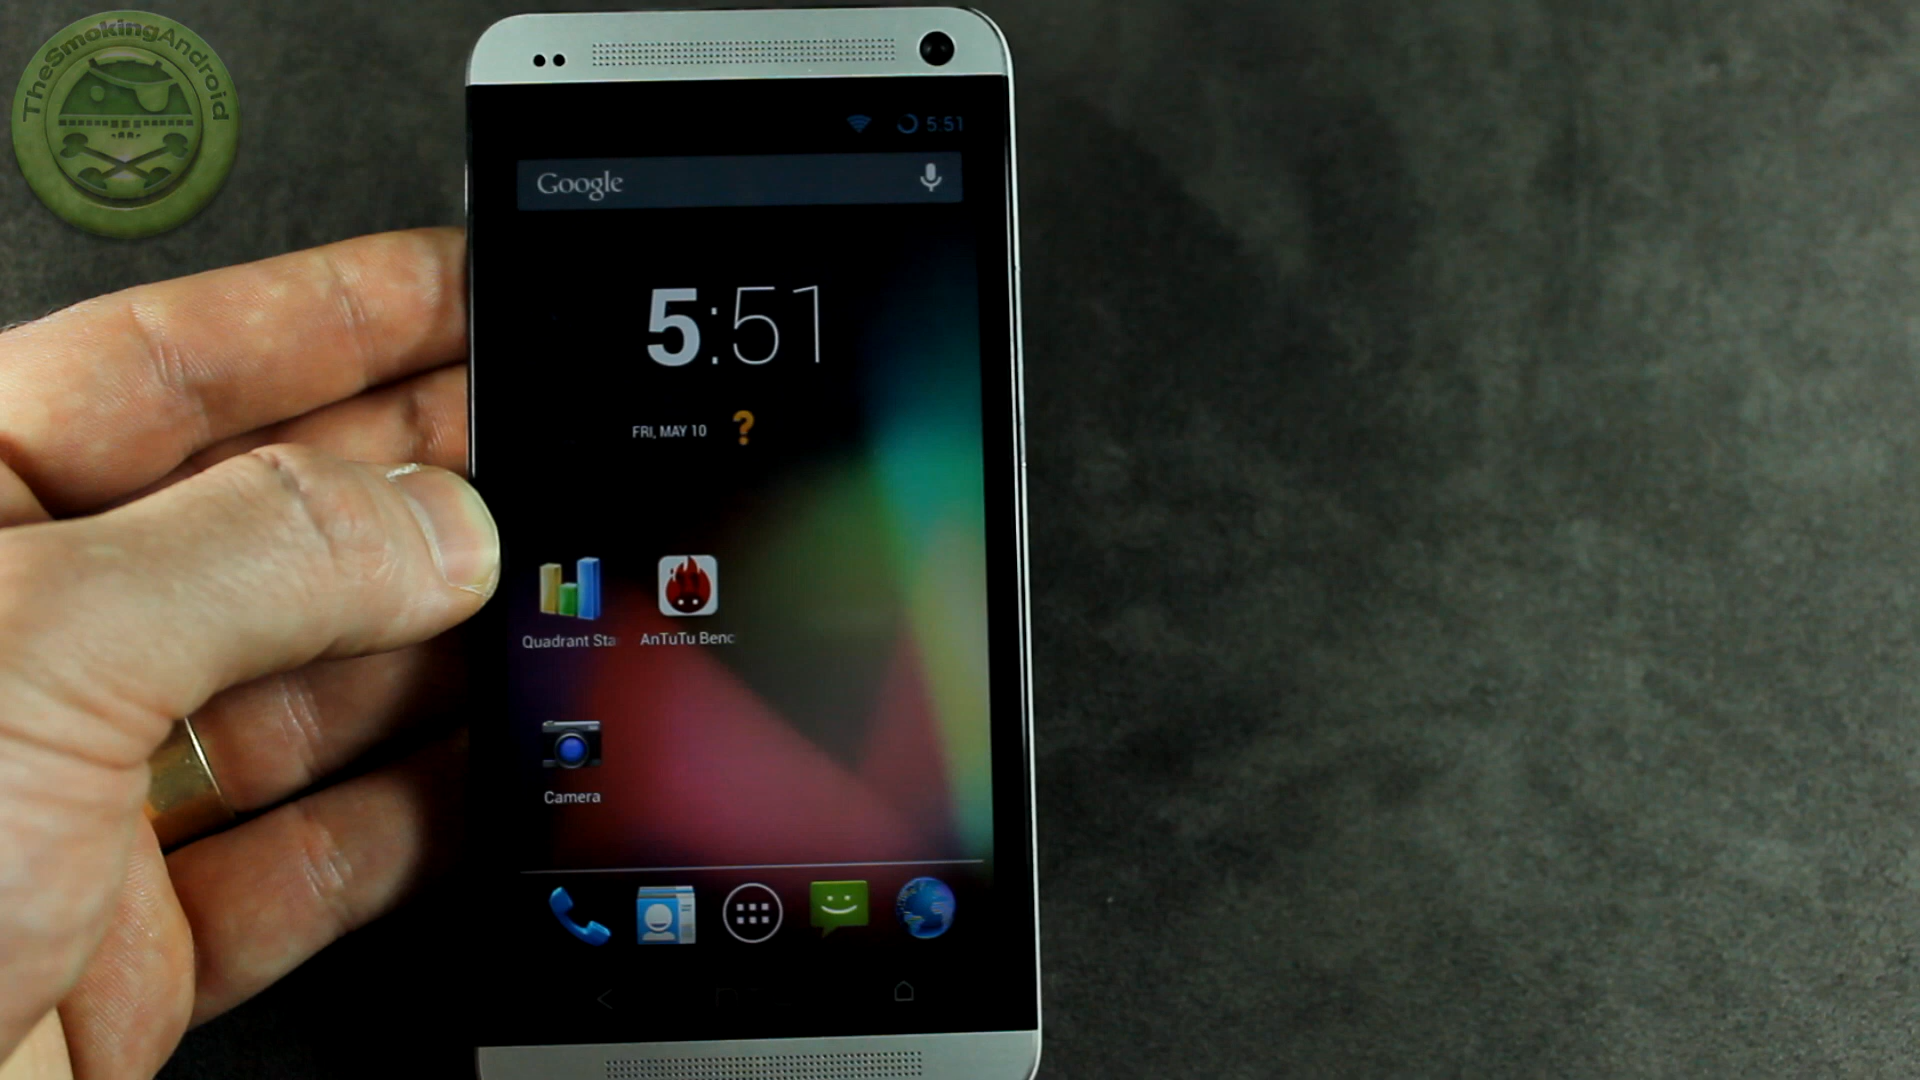 TheSmokingAndroid
5:51
Google
5:51
FRI, MAY 10 ?
Quadrant Sta
AnTuTu Benc
Camera